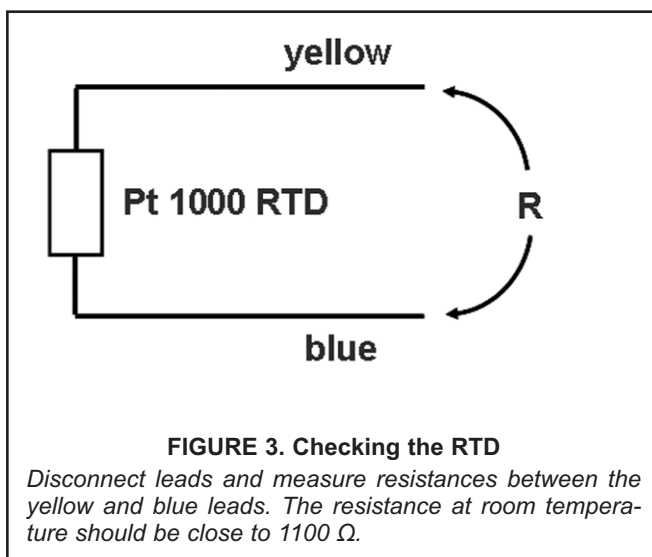 yellow
Pt 1000 RTD
R
blue
FIGURE 3. Checking the RTD
Disconnect leads and measure resistances between the
yellow and blue leads. The resistance at room tempera-
ture should be close to 1100 Ω.